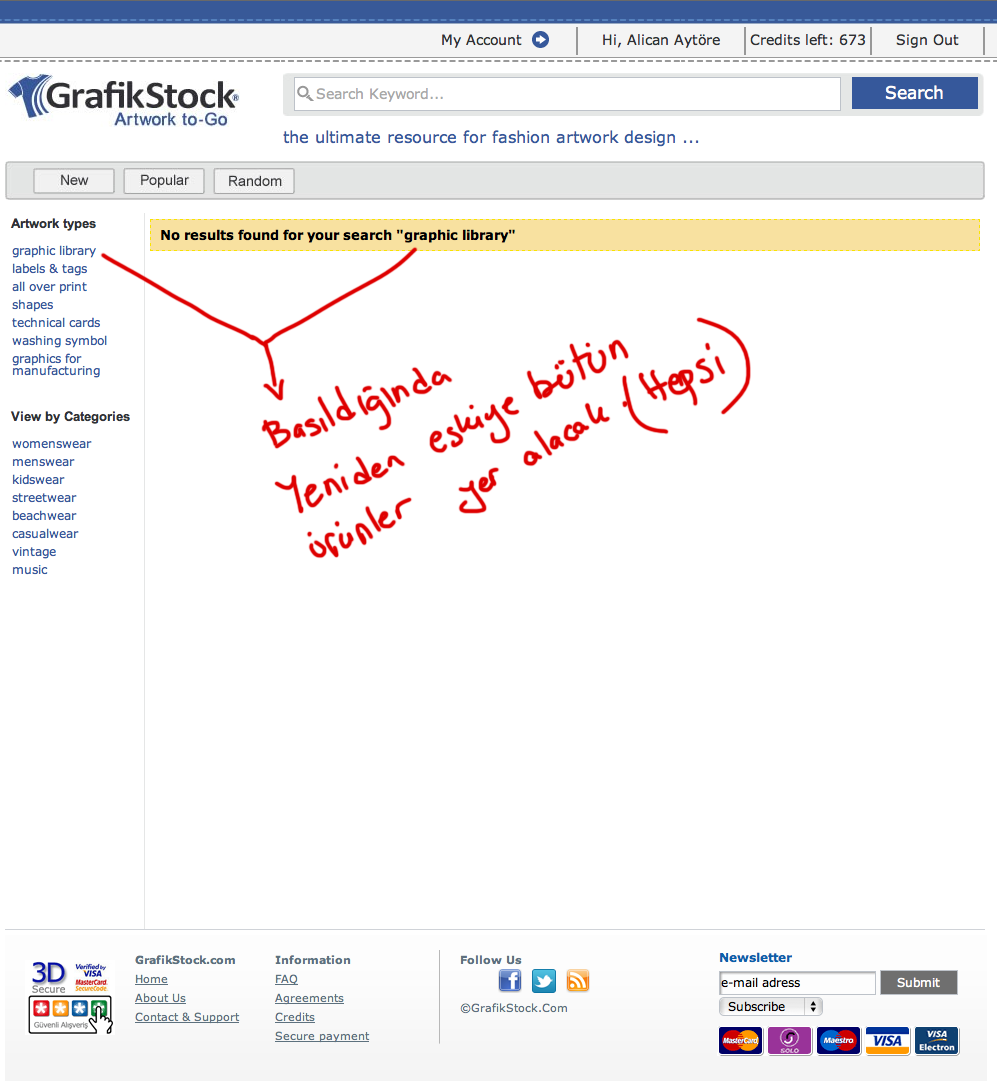 My Account
Hi, Alican Aytöre
Credits left: 673
Sign Out
GrafikStock®
Artwork to-Go
Search Keyword...
Search
the ultimate resource for fashion artwork design ...
New
Popular
Random
Artwork types
graphic library
labels & tags
all over print
shapes
technical cards
washing symbol
graphics for
manufacturing
View by Categories
womenswear
menswear
kidswear
streetwear
beachwear
casualwear
vintage
music
No results found for your search "graphic library"
Basıldığında
Yeniden eskiye bütün
ürünler yer alacak. (Hepsi)
3D
Secure
Verified by
VISA
MasterCard.
SecureCode.
Güvenli Alışveriş
GrafikStock.com
Home
About Us
Contact & Support
Information
FAQ
Agreements
Credits
Secure payment
Follow Us
©GrafikStock.Com
Newsletter
e-mail adress
Submit
Subscribe
MasterCard
SOLO
Maestro
VISA
VISA
Electron